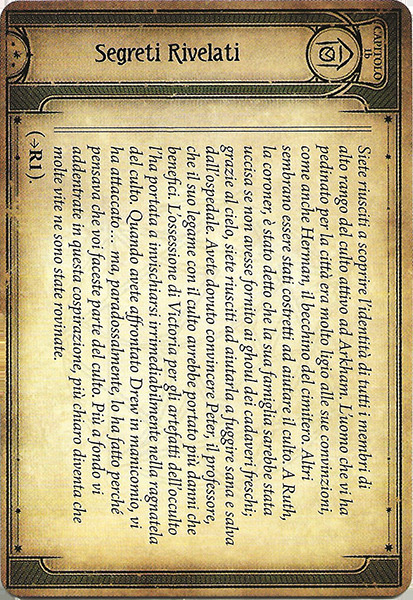 CAPITOLO
1b
Segreti Rivelati
Siete riusciti a scoprire l'identità di tutti i membri di
alto rango del culto attivo ad Arkham. L'uomo che vi ha
pedinato per la città era molto ligio alle sue convinzioni,
come anche Herman, il becchino del cimitero. Altri
sembrano essere stati costretti ad aiutare il culto. A Ruth,
la coroner, è stato detto che la sua famiglia sarebbe stata
uccisa se non avesse fornito ai ghoul dei cadaveri freschi;
grazie al cielo, siete riusciti ad aiutarla a fuggire sana e salva
dall'ospedale. Avete dovuto convincere Peter, il professore,
che il suo legame con il culto avrebbe portato più danni che
benefici. L'ossessione di Victoria per gli artefatti dell'occulto
l'ha portata a invischiarsi irrimediabilmente nella ragnatela
del culto. Quando avete affrontato Drew in manicomio, vi
ha attaccato… ma, paradossalmente, lo ha fatto perché
pensava che voi faceste parte del culto. Più a fondo vi
addentrate in questa cospirazione, più chiaro diventa che
molte vite ne sono state rovinate.
(→R1).